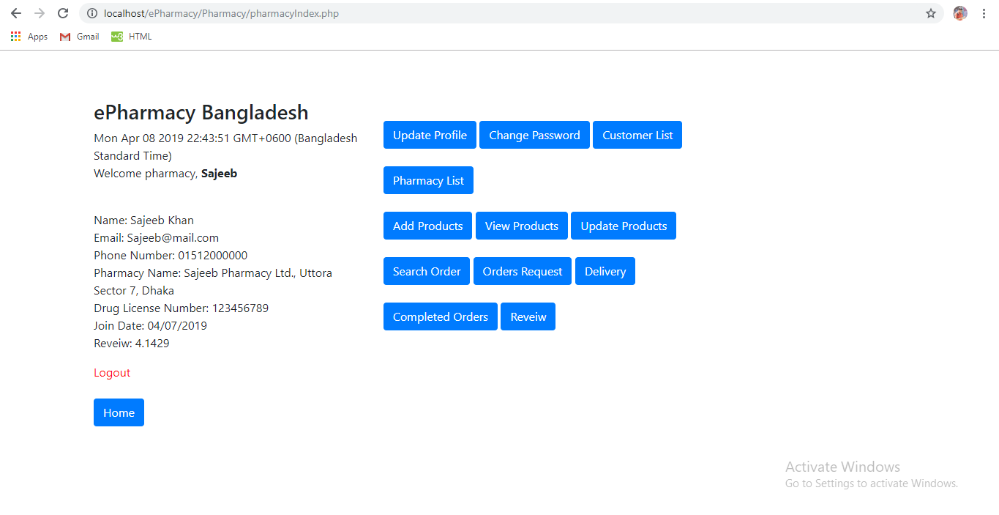 localhost/ePharmacy/Pharmacy/pharmacyIndex.php
Apps Gmail HTML
ePharmacy Bangladesh
Mon Apr 08 2019 22:43:51 GMT+0600 (Bangladesh
Standard Time)
Welcome pharmacy, Sajeeb
Name: Sajeeb Khan
Email: Sajeeb@mail.com
Phone Number: 01512000000
Pharmacy Name: Sajeeb Pharmacy Ltd., Uttora
Sector 7, Dhaka
Drug License Number: 123456789
Join Date: 04/07/2019
Reveiw: 4.1429
Logout
Home
Update Profile Change Password Customer List
Pharmacy List
Add Products View Products Update Products
Search Order Orders Request Delivery
Completed Orders Reveiw
Activate Windows
Go to Settings to activate Windows.